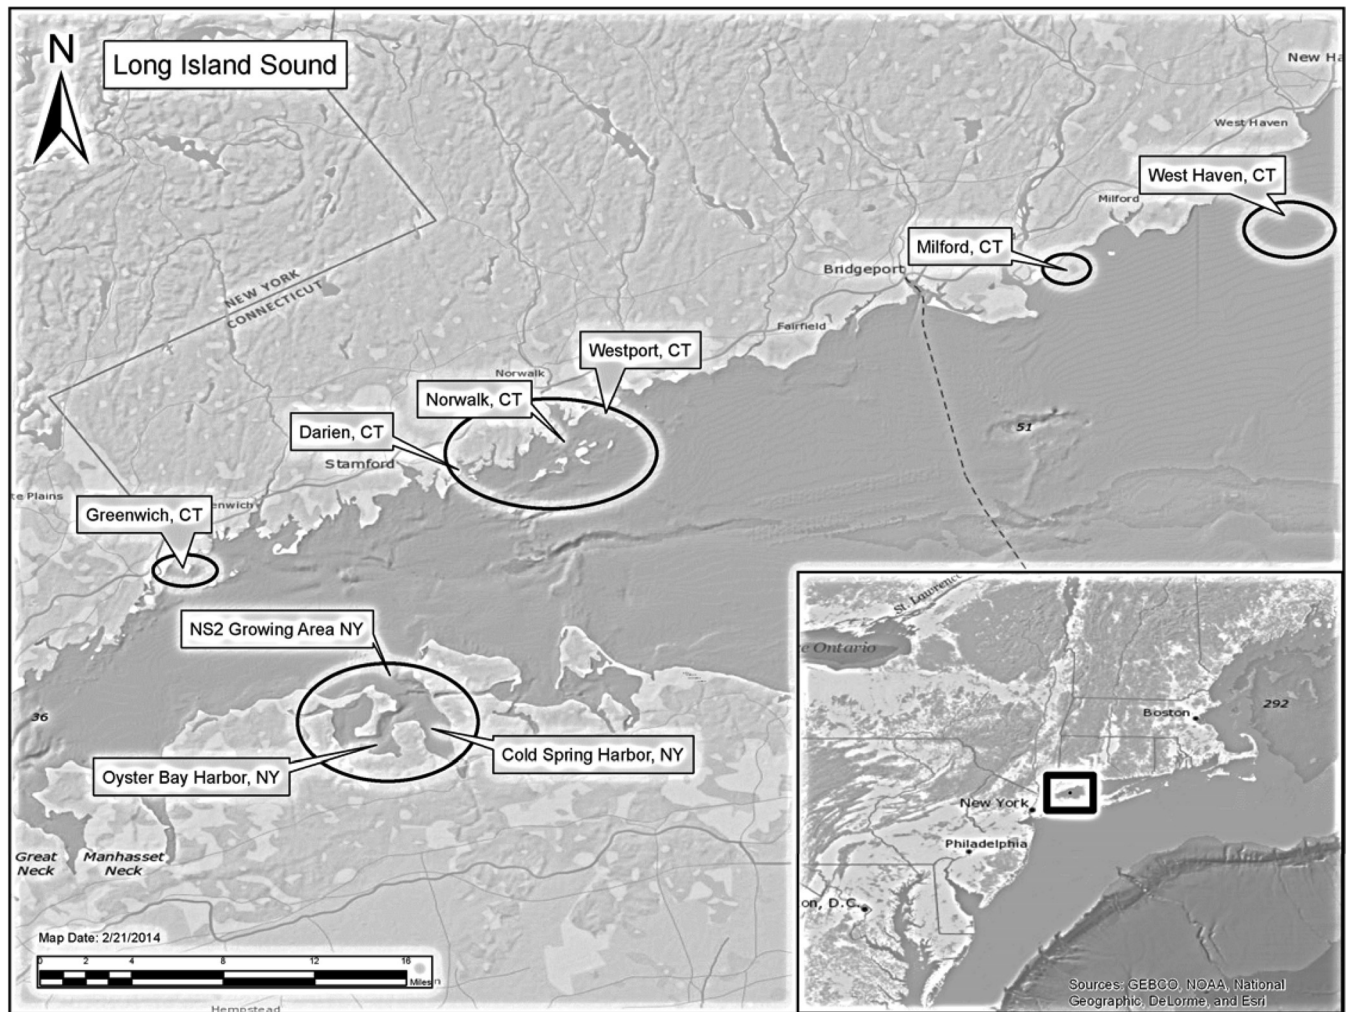 N
Long Island Sound
New Ha
West Haven
West Haven, CT
Milford
Milford, CT
Bridgeport
NEW YORK
CONNECTICUT
Fairfield
Westport, CT
Norwalk
Norwalk, CT
Darien, CT
51
Stamford
te Plains
enwich
Greenwich, CT
NS2 Growing Area NY
St. Lawrence
e Ontario
292
Boston
36
Cold Spring Harbor, NY
Oyster Bay Harbor, NY
New York
Philadelphia
Great
Neck
Manhasset
Neck
on, D.C.
Map Date: 2/21/2014
0 2 4 8 12 16
Miles
Sources: GEBCO, NOAA, National
Geographic, DeLorme, and Esri
Hempstead